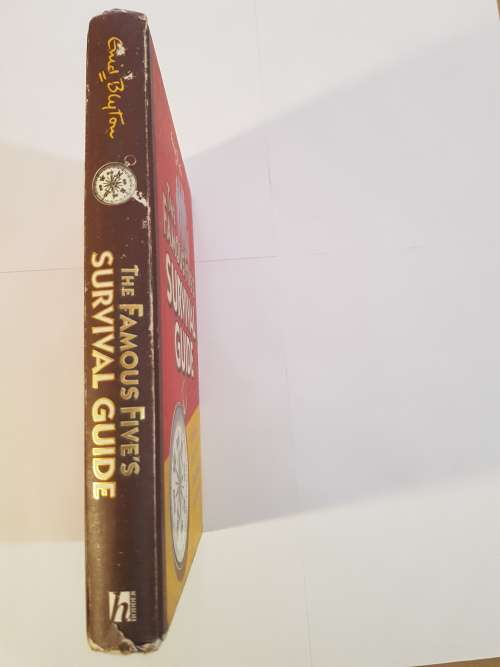 Enid Blyton
THE FAMOUS FIVE'S
SURVIVAL GUIDE
h
SURVIVAL
GUIDE